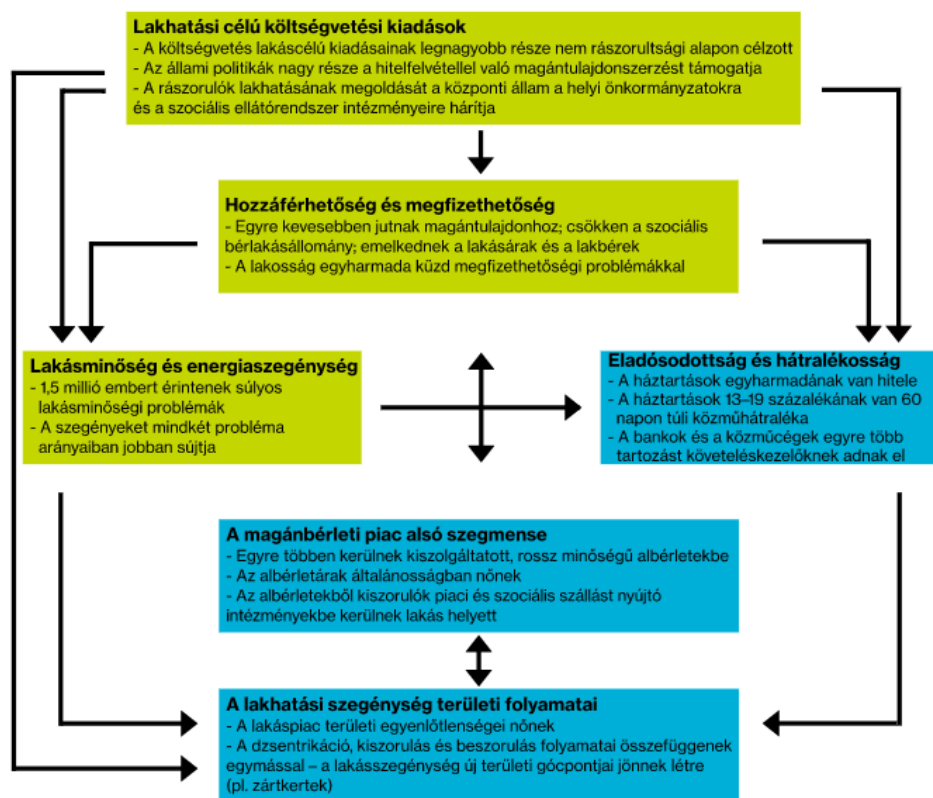 Lakhatási célú költségvetési kiadások
- A költségvetés lakáscélú kiadásainak legnagyobb része nem rászorultsági alapon célzott
- Az állami politikák nagy része a hitelfelvétellel való magántulajdonszerzést támogatja
- A rászorulók lakhatásának megoldását a központi állam a helyi önkormányzatokra
és a szociális ellátórendszer intézményeire hárítja
Hozzáférhetőség és megfizethetőség
- Egyre kevesebben jutnak magántulajdonhoz; csökken a szociális
bérlakásállomány; emelkednek a lakásárak és a lakbérek
- A lakosság egyharmada küzd megfizethetőségi problémákkal
Lakásminőség és energiaszegénység
- 1,5 millió embert érintenek súlyos
lakásminőségi problémák
- A szegényeket mindkét probléma
arányaiban jobban sújtja
Eladósodottság és hátralékosság
- A háztartások egyharmadának van hitele
- A háztartások 13–19 százalékának van 60
napon túli közműhátraléka
- A bankok és a közműcégek egyre több
tartozást követeléskezelőknek adnak el
A magánbérleti piac alsó szegmense
- Egyre többen kerülnek kiszolgáltatott, rossz minőségű albérletekbe
- Az albérletárak általánosságban nőnek
- Az albérletekből kiszorulók piaci és szociális szállást nyújtó
intézményekbe kerülnek lakás helyett
A lakhatási szegénység területi folyamatai
- A lakáspiac területi egyenlőtlenségei nőnek
- A dzsentrikáció, kiszorulás és beszorulás folyamatai összefüggenek
egymással – a lakásszegénység új területi gócpontjai jönnek létre
(pl. zártkertek)